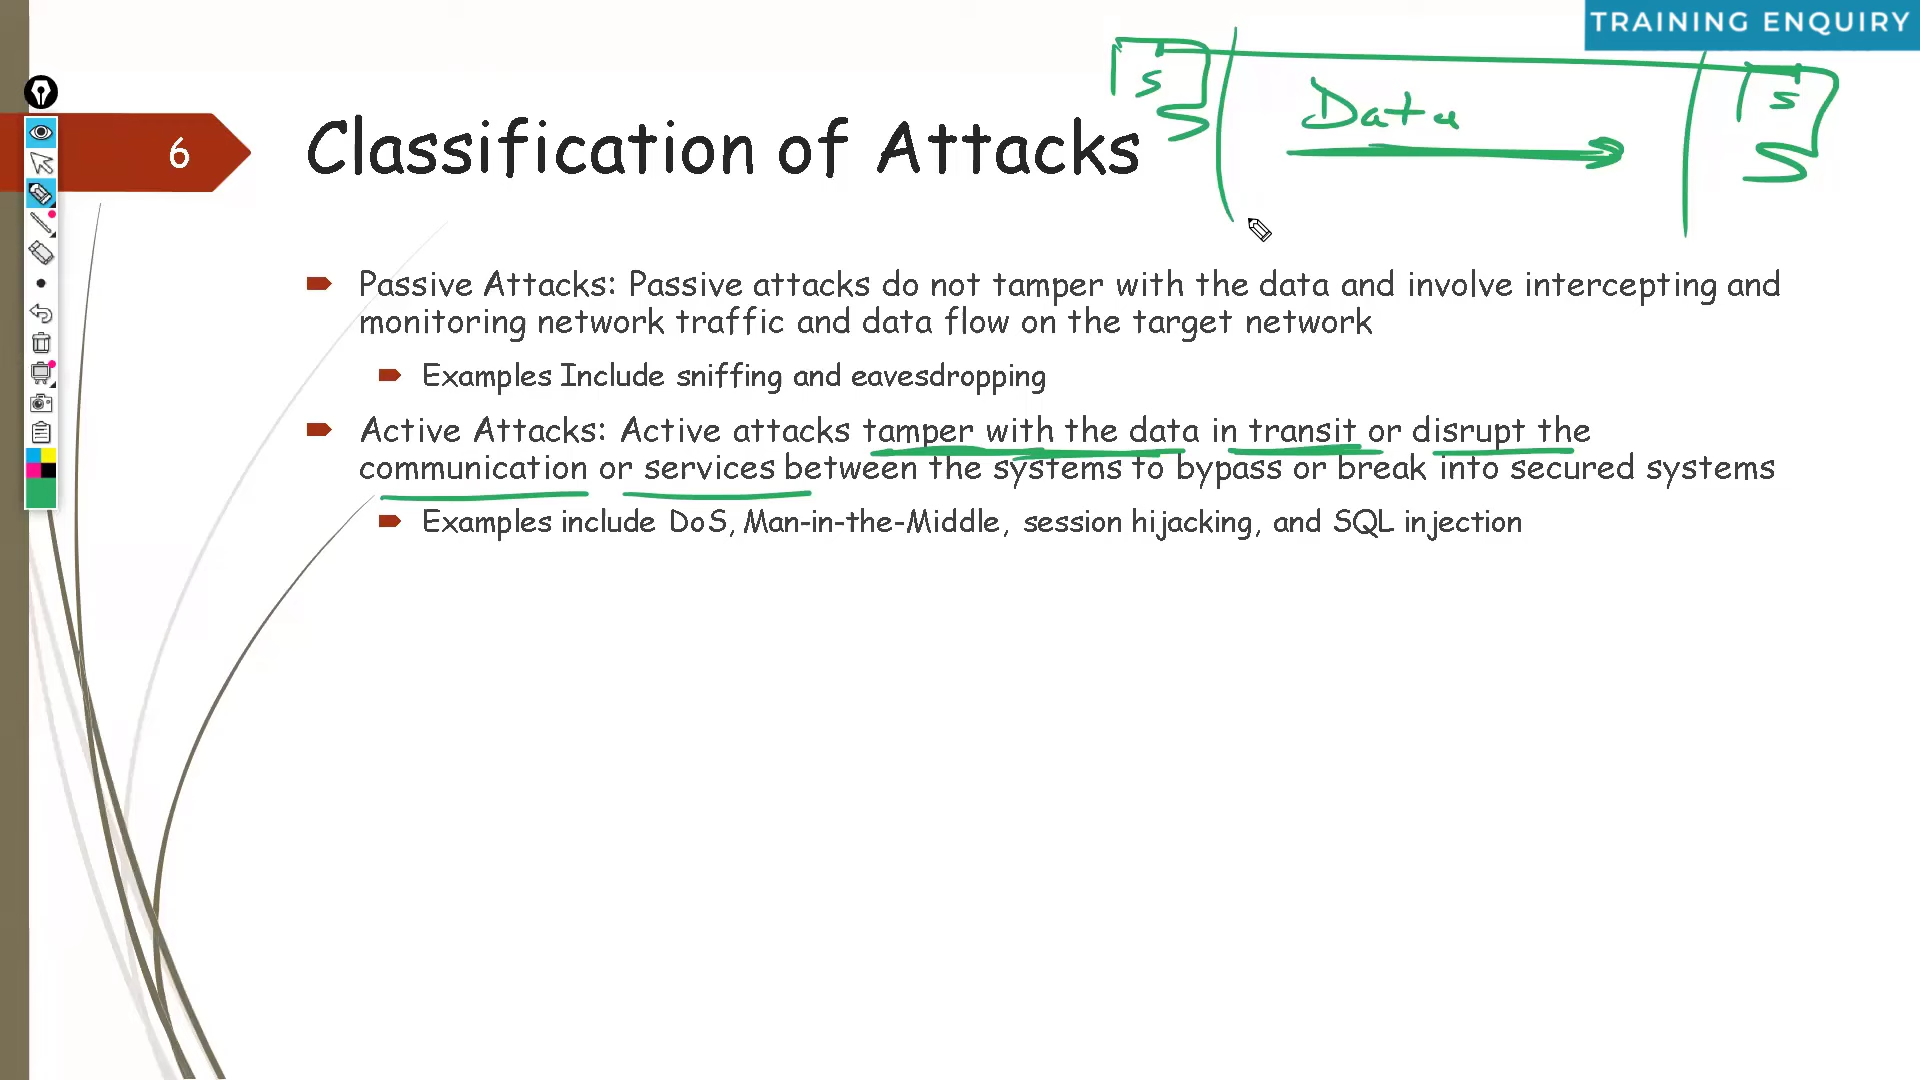 TRAINING ENQUIRY
S
Data
S
6
Classification of Attacks
Passive Attacks: Passive attacks do not tamper with the data and involve intercepting and
monitoring network traffic and data flow on the target network
Examples Include sniffing and eavesdropping
Active Attacks: Active attacks tamper with the data in transit or disrupt the
communication or services between the systems to bypass or break into secured systems
Examples include DoS, Man-in-the-Middle, session hijacking, and SQL injection